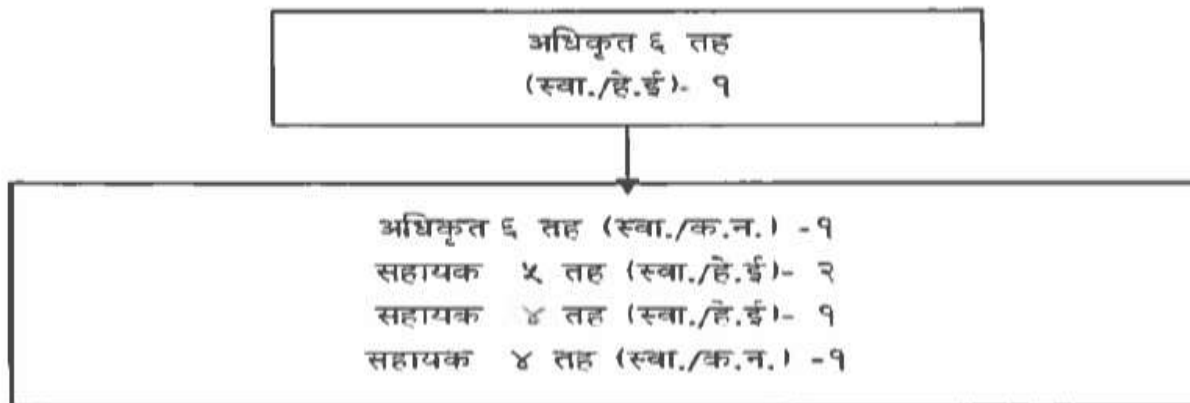 अधिकृत ६ तह
(स्वा./हे.ई)- १
अधिकृत ६ तह (स्वा./क.न.) -१
सहायक ५ तह (स्वा./हे.ई)- २
सहायक ४ तह (स्वा./हे.ई)- १
सहायक ४ तह (स्वा./क.न.) -१